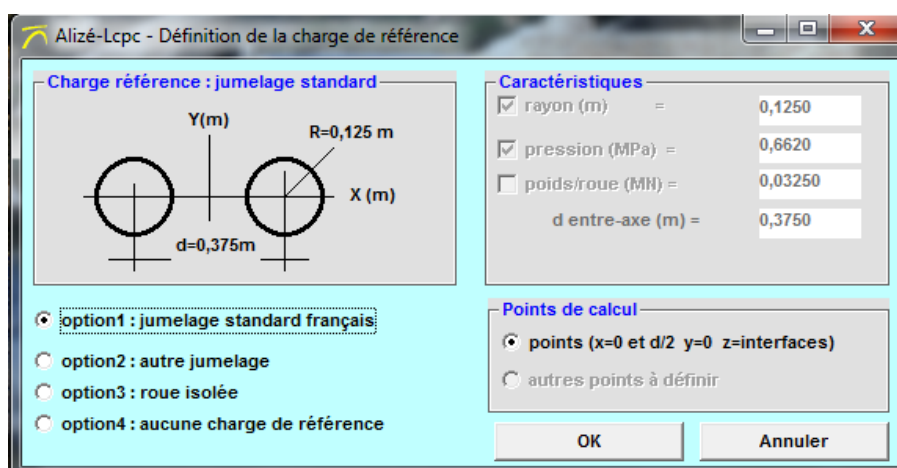 Alizé-Lcpc - Définition de la charge de référence
Charge référence : jumelage standard
Y(m)
R=0,125 m
X (m)
d=0,375m
Caractéristiques
rayon (m) = 0,1250
pression (MPa) = 0,6620
poids/roue (MN) = 0,03250
d entre-axe (m) = 0,3750
option1 : jumelage standard français
option2 : autre jumelage
option3 : roue isolée
option4 : aucune charge de référence
Points de calcul
points (x=0 et d/2 y=0 z=interfaces)
autres points à définir
OK
Annuler